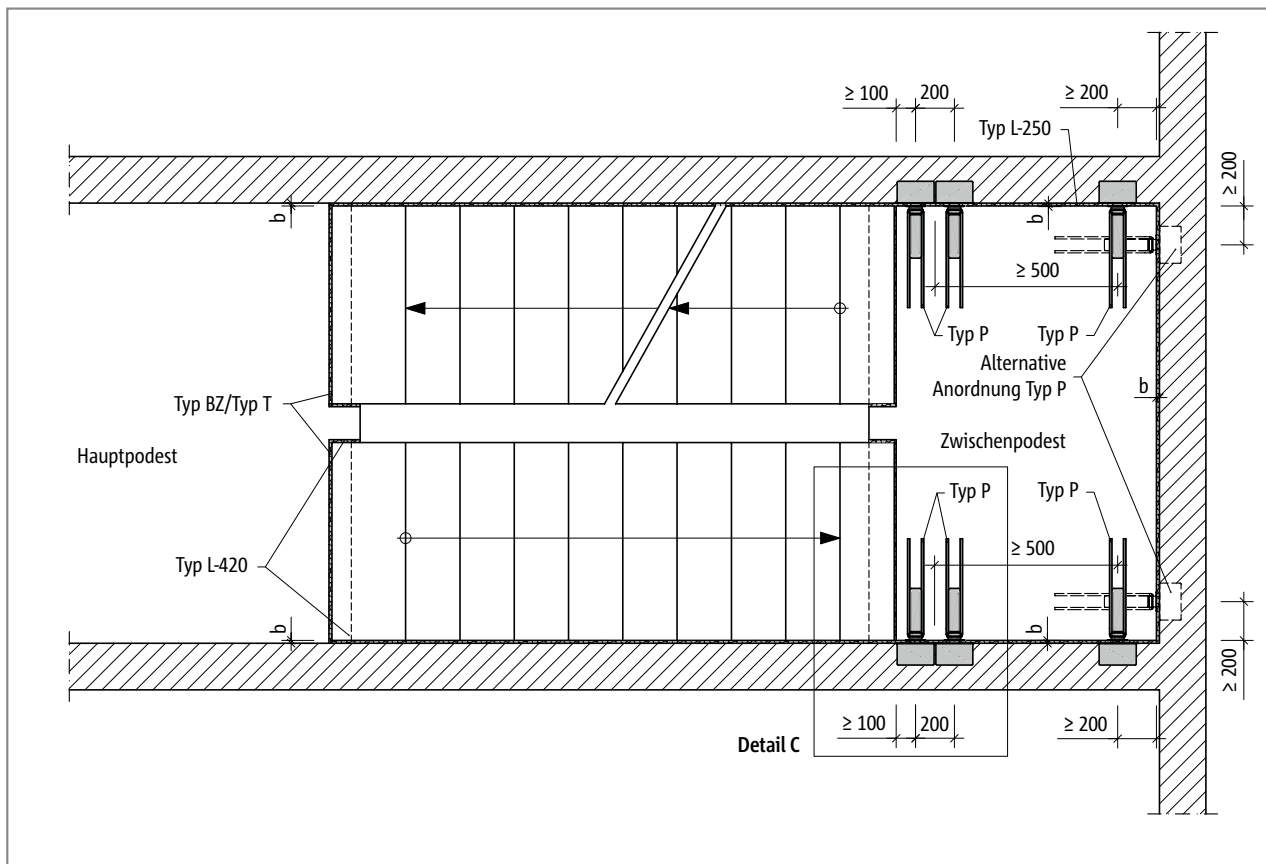 ≥ 100
200
≥ 200
Typ L-250
≥ 200
b
b
≥ 500
Typ P
Typ P
Alternative
Anordnung Typ P
b
Typ BZ/Typ T
Hauptpodest
Zwischenpodest
Typ P
Typ P
≥ 500
Typ L-420
b
b
≥ 200
≥ 100
200
≥ 200
Detail C